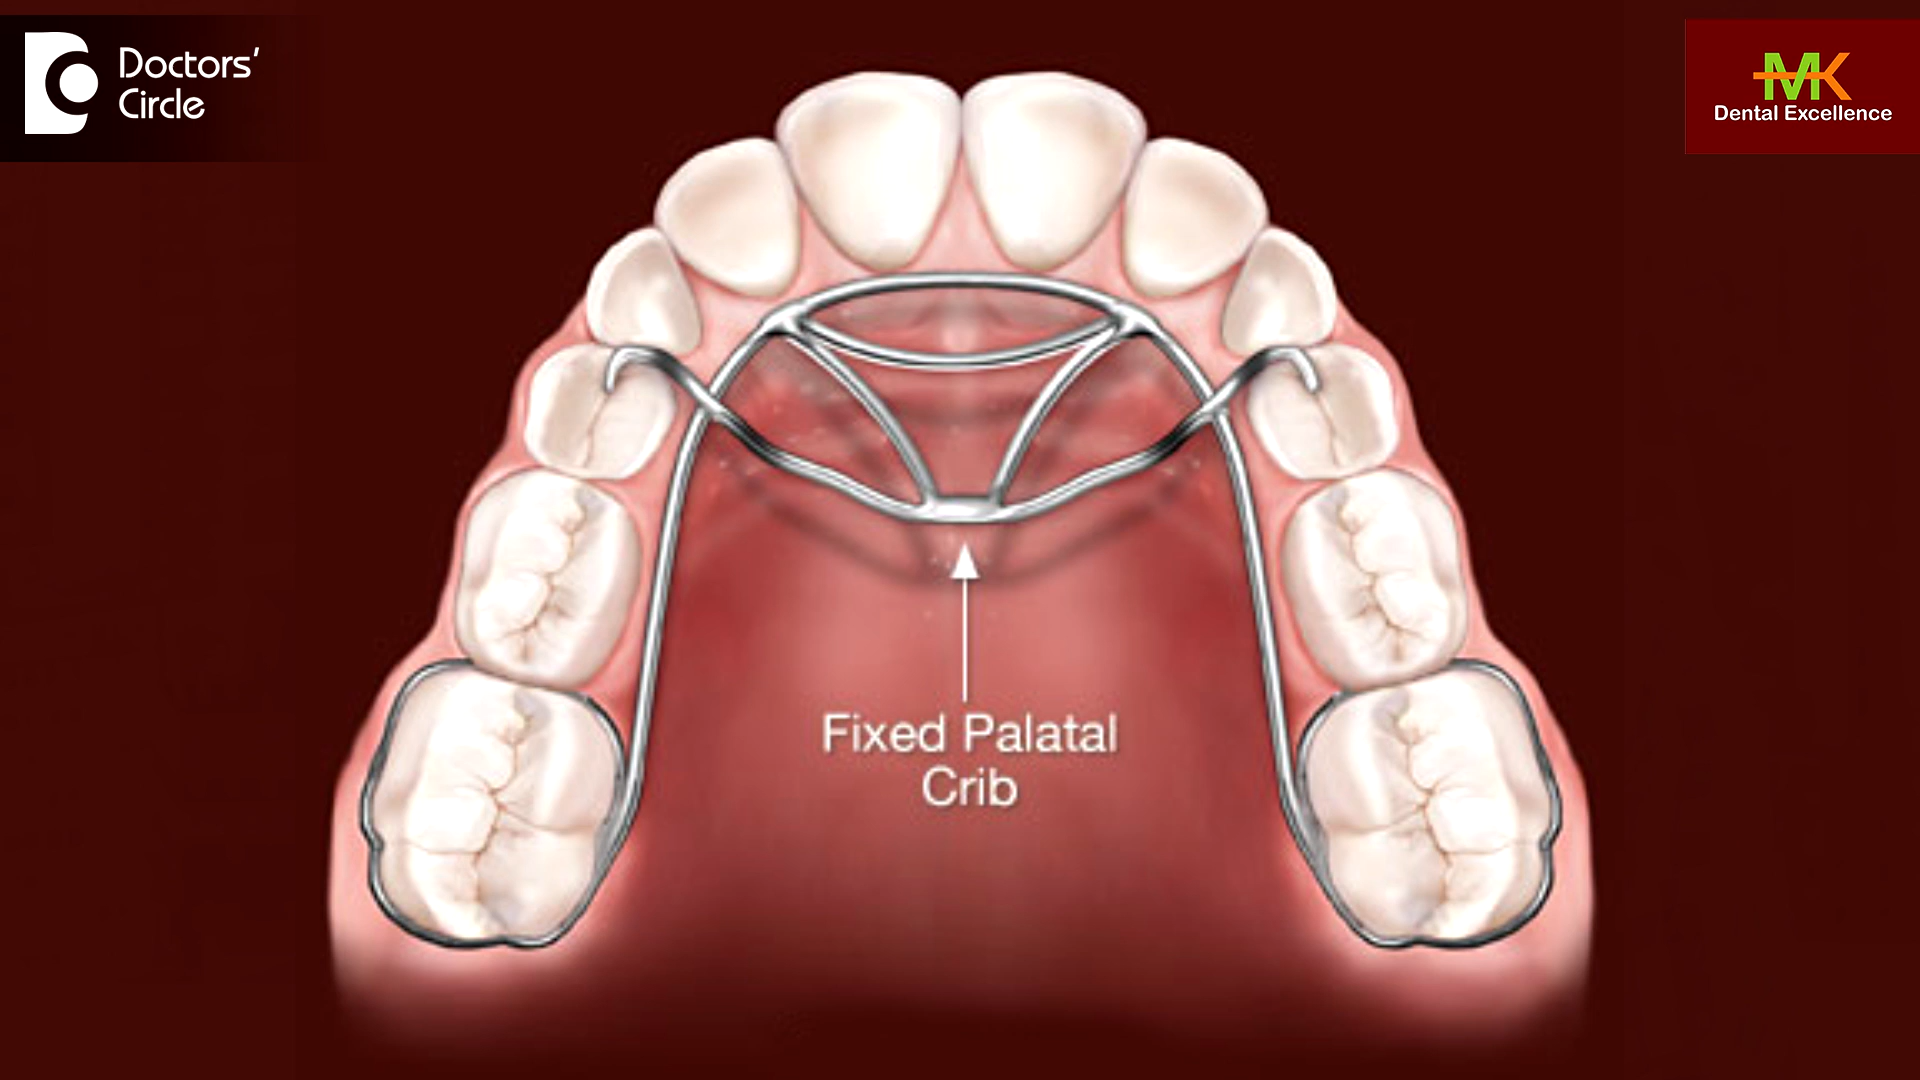 Doctors'
Circle
MK
Dental Excellence
Fixed Palatal
Crib